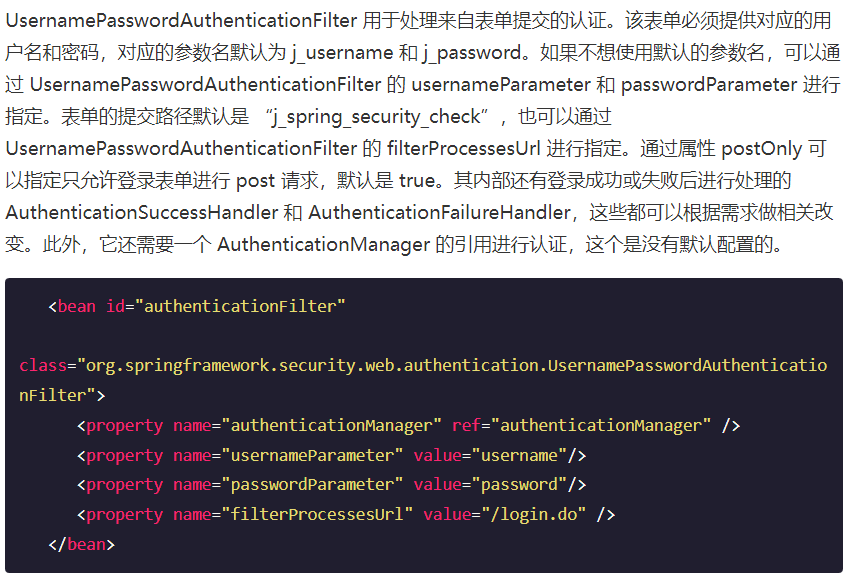 UsernamePasswordAuthenticationFilter 用于处理来自表单提交的认证。该表单必须提供对应的用
户名和密码，对应的参数名默认为 j_username 和 j_password。如果不想使用默认的参数名，可以通
过 UsernamePasswordAuthenticationFilter 的 usernameParameter 和 passwordParameter 进行
指定。表单的提交路径默认是 “j_spring_security_check”，也可以通过
UsernamePasswordAuthenticationFilter 的 filterProcessesUrl 进行指定。通过属性 postOnly 可
以指定只允许登录表单进行 post 请求，默认是 true。其内部还有登录成功或失败后进行处理的
AuthenticationSuccessHandler 和 AuthenticationFailureHandler，这些都可以根据需求做相关改
变。此外，它还需要一个 AuthenticationManager 的引用进行认证，这个是没有默认配置的。
<bean id="authenticationFilter"
class="org.springframework.security.web.authentication.UsernamePasswordAuthenticatio
nFilter">
<property name="authenticationManager" ref="authenticationManager" />
<property name="usernameParameter" value="username"/>
<property name="passwordParameter" value="password"/>
<property name="filterProcessesUrl" value="/login.do" />
</bean>